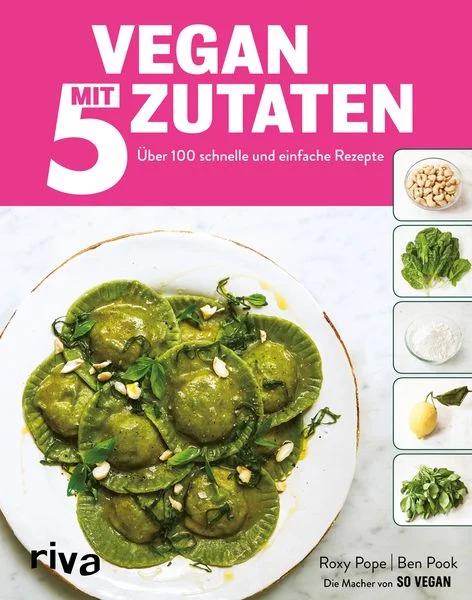 VEGAN
MIT
5 ZUTATEN
Über 100 schnelle und einfache Rezepte
riva
Roxy Pope | Ben Pook
Die Macher von SO VEGAN